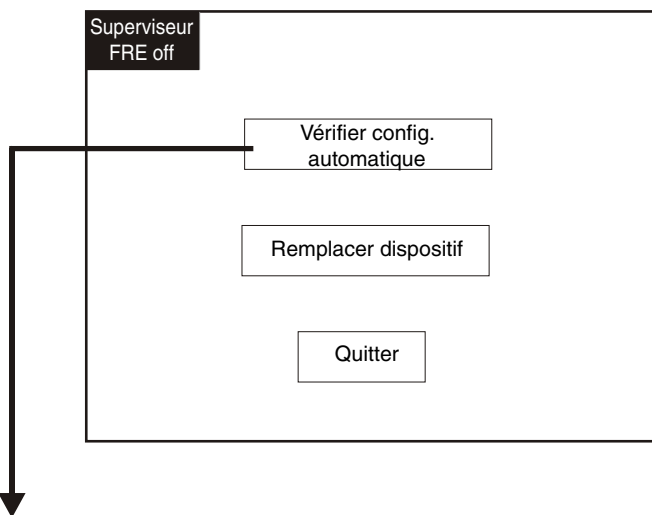 Superviseur
FRE off
Vérifier config.
automatique
Remplacer dispositif
Quitter